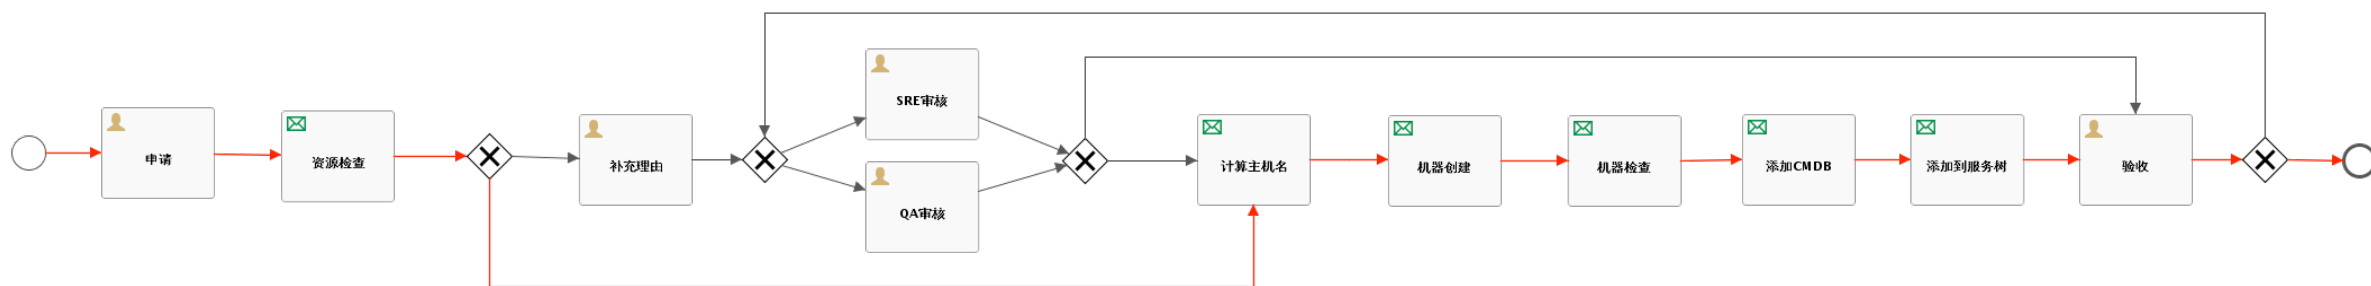 申请
资源检查
补充理由
SRE审核
QA审核
计算主机名
机器创建
机器检查
添加CMDB
添加到服务树
验收